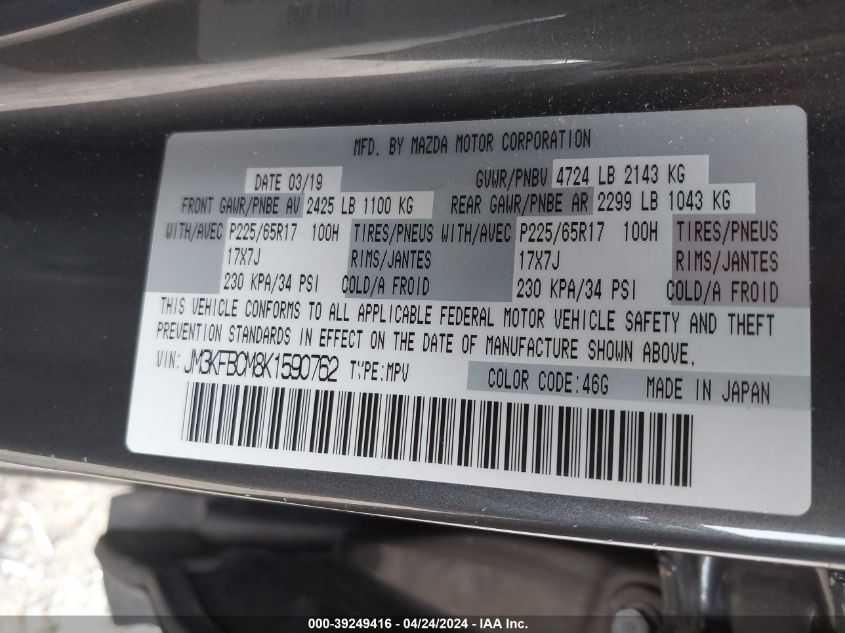 MFD. BY MAZDA MOTOR CORPORATION
DATE 03/19 GVWR/PNBV 4724 LB 2143 KG
FRONT GAWR/PNBE AV 2425 LB 1100 KG REAR GAWR/PNBE AR 2299 LB 1043 KG
WITH/AVEC P225/65R17 100H TIRES/PNEUS WITH/AVEC P225/65R17 100H TIRES/PNEUS
17X7J RIMS/JANTES 17X7J RIMS/JANTES
230 KPA/34 PSI COLD/A FROID 230 KPA/34 PSI COLD/A FROID
THIS VEHICLE CONFORMS TO ALL APPLICABLE FEDERAL MOTOR VEHICLE SAFETY AND THEFT
PREVENTION STANDARDS IN EFFECT ON THE DATE OF MANUFACTURE SHOWN ABOVE.
VIN: JM3KFBCM8K1590762 TYPE:MPV COLOR CODE:46G MADE IN JAPAN
000-39249416 - 04/24/2024 - IAA Inc.